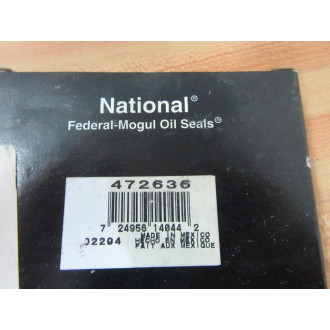 National®
Federal-Mogul Oil Seals®
472636
7 24956 14044 2
02294 MADE IN MEXICO
HECHO EN MEXICO
FAIT AUX MEXIQUE